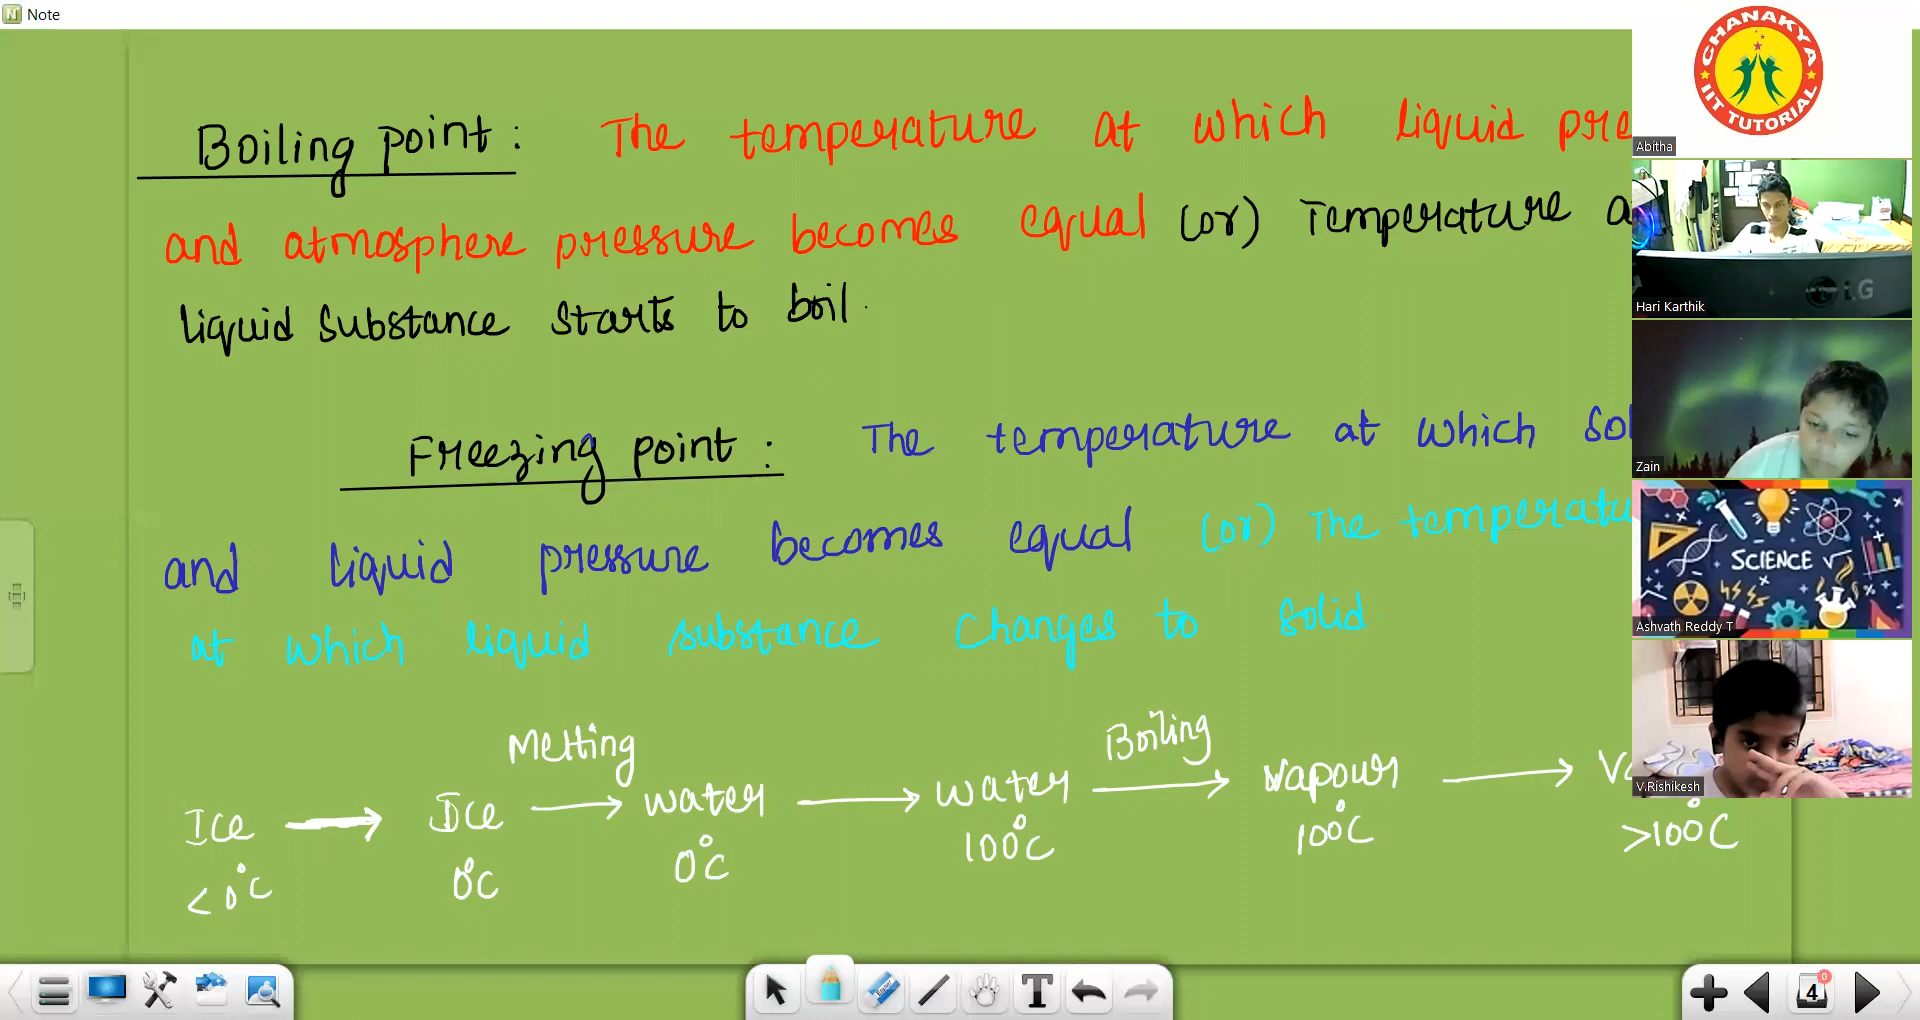 Note
Boiling point : The temperature at which liquid pre
and atmosphere pressure becomes equal (or) Temperature a
liquid substance starts to boil.
Freezing point : The temperature at which sol
and liquid pressure becomes equal (or) The temperatu
at which liquid substance changes to solid
Melting Boiling
Ice Ice water water vapour Va
< 0°C 0°C 0°C 100°C 100°C >100°C
CHANAKYA
IIT TUTORIAL
Abitha
LG
Hari Karthik
Zain
SCIENCE
Ashvath Reddy T
V.Rishikesh
Eraser
T
4
0